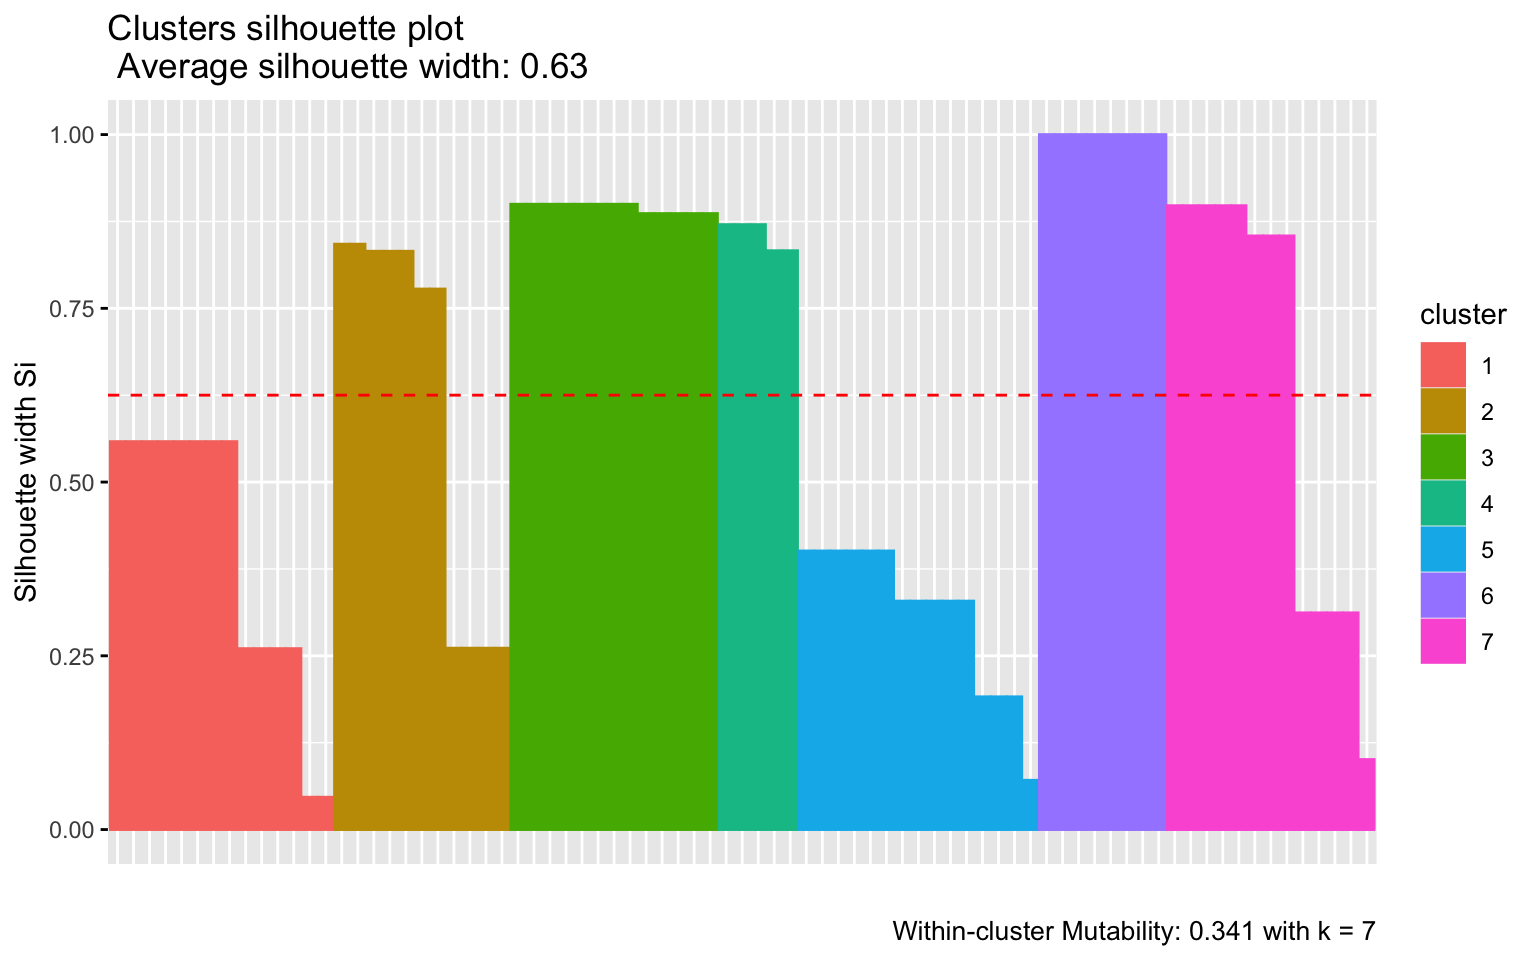 Clusters silhouette plot
Average silhouette width: 0.63
1.00
0.75
0.50
0.25
0.00
Silhouette width Si
cluster
1
2
3
4
5
6
7
Within-cluster Mutability: 0.341 with k = 7